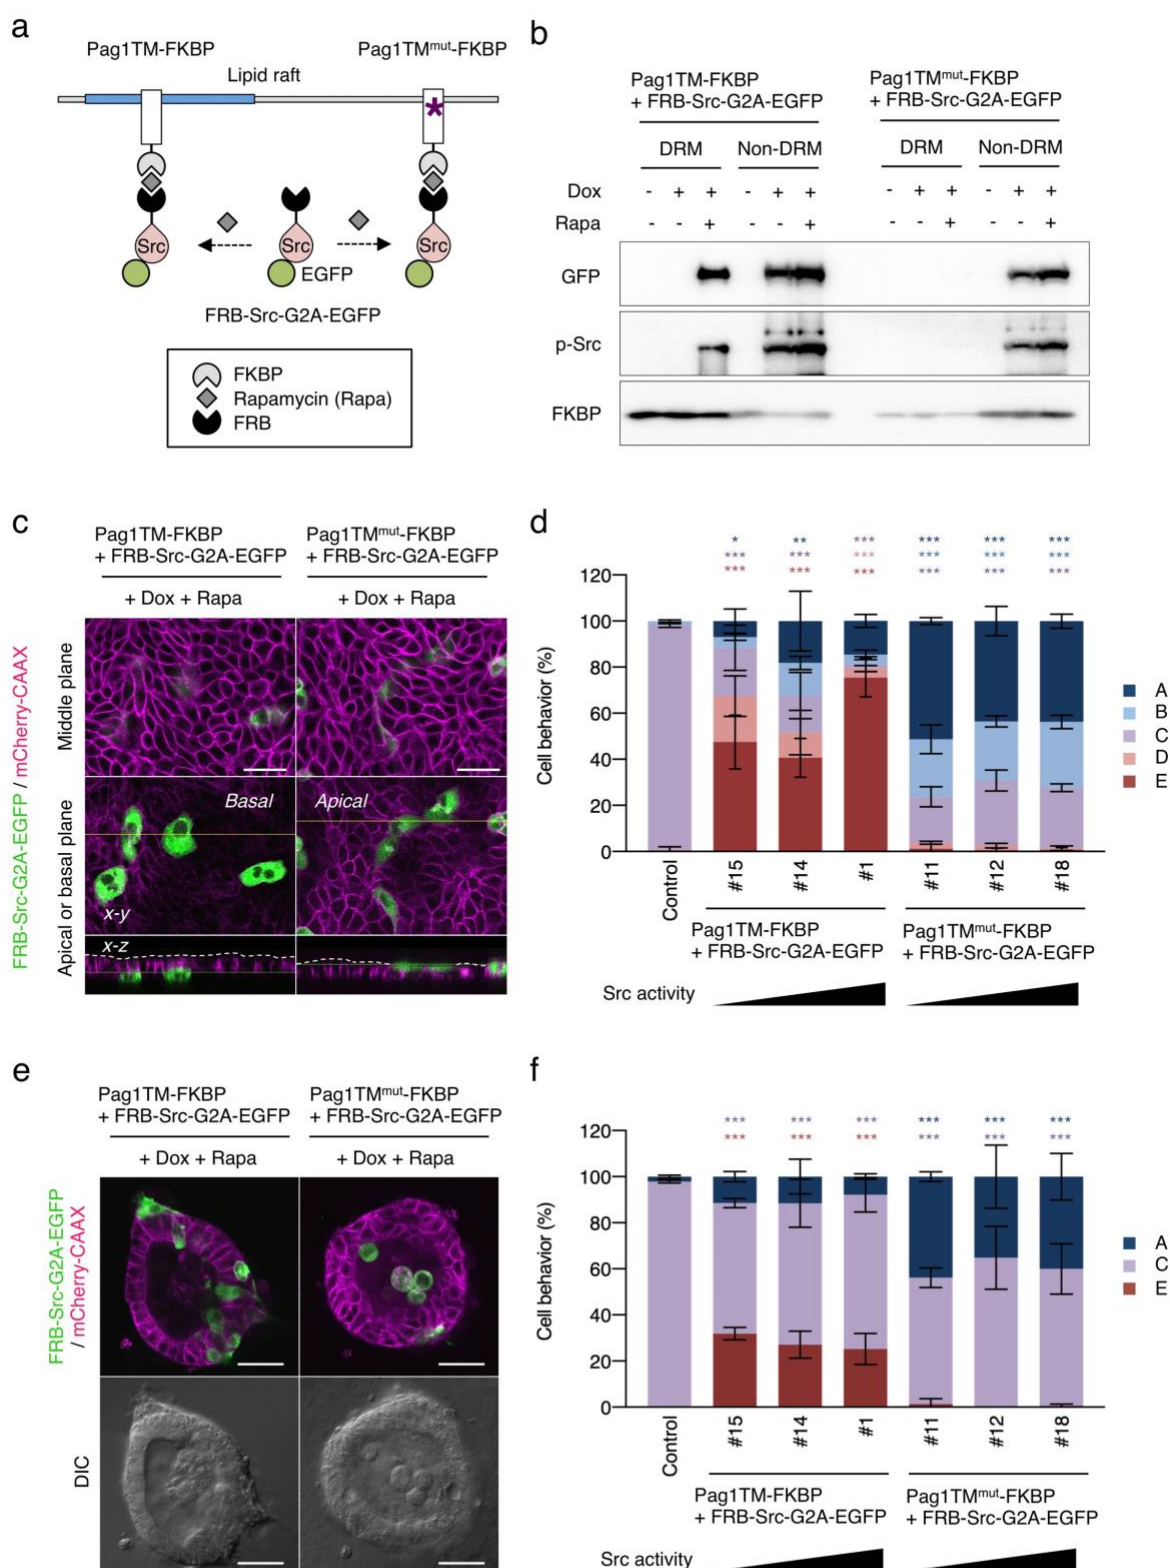 a
Pag1TM-FKBP
Pag1TMmut-FKBP
Lipid raft
*
Src
Src
Src
EGFP
FRB-Src-G2A-EGFP
FKBP
Rapamycin (Rapa)
FRB
b
Pag1TM-FKBP
+ FRB-Src-G2A-EGFP
Pag1TMmut-FKBP
+ FRB-Src-G2A-EGFP
DRM
Non-DRM
DRM
Non-DRM
Dox - + + - + + - + + - + +
Rapa - - + - - + - - + - - +
GFP
p-Src
FKBP
c
Pag1TM-FKBP
+ FRB-Src-G2A-EGFP
Pag1TMmut-FKBP
+ FRB-Src-G2A-EGFP
+ Dox + Rapa
+ Dox + Rapa
FRB-Src-G2A-EGFP / mCherry-CAAX
Middle plane
Apical or basal plane
Basal
Apical
x-y
x-z
d
* ** *** *** *** ***
*** *** *** *** *** ***
*** *** *** *** *** ***
Cell behavior (%)
120
100
80
60
40
20
0
A
B
C
D
E
Control
#15
#14
#1
#11
#12
#18
Pag1TM-FKBP
+ FRB-Src-G2A-EGFP
Pag1TMmut-FKBP
+ FRB-Src-G2A-EGFP
Src activity
e
Pag1TM-FKBP
+ FRB-Src-G2A-EGFP
Pag1TMmut-FKBP
+ FRB-Src-G2A-EGFP
+ Dox + Rapa
+ Dox + Rapa
FRB-Src-G2A-EGFP
/ mCherry-CAAX
DIC
f
*** *** *** *** *** ***
*** *** *** *** *** ***
Cell behavior (%)
120
100
80
60
40
20
0
A
C
E
Control
#15
#14
#1
#11
#12
#18
Pag1TM-FKBP
+ FRB-Src-G2A-EGFP
Pag1TMmut-FKBP
+ FRB-Src-G2A-EGFP
Src activity